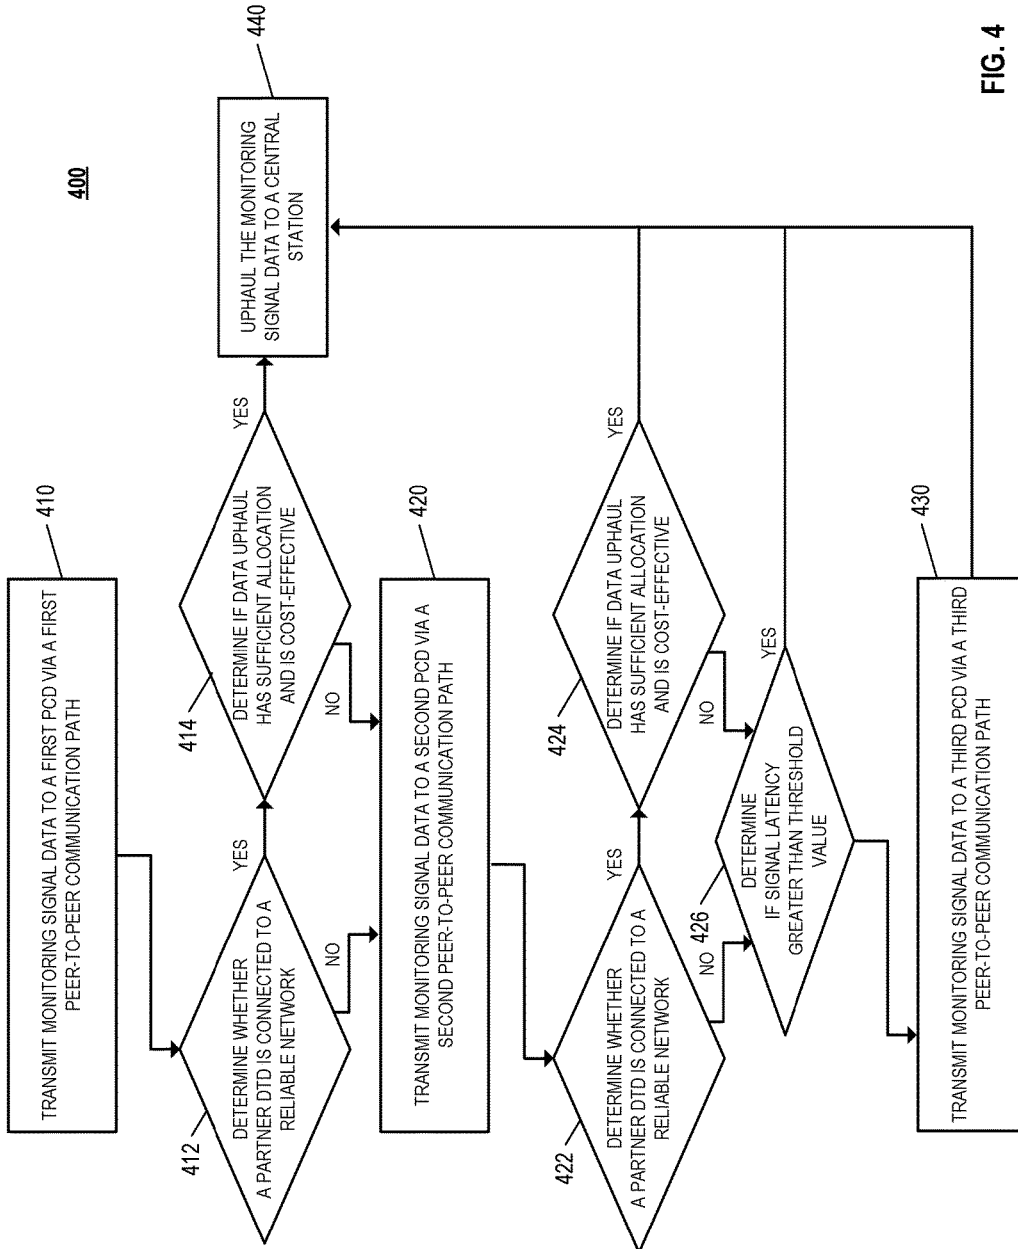 400
410
TRANSMIT MONITORING SIGNAL DATA TO A FIRST PCD VIA A FIRST
PEER-TO-PEER COMMUNICATION PATH
412
DETERMINE WHETHER
A PARTNER DTD IS CONNECTED TO A
RELIABLE NETWORK
YES
NO
414
DETERMINE IF DATA UPHAUL
HAS SUFFICIENT ALLOCATION
AND IS COST-EFFECTIVE
YES
NO
440
UPHAUL THE MONITORING
SIGNAL DATA TO A CENTRAL
STATION
420
TRANSMIT MONITORING SIGNAL DATA TO A SECOND PCD VIA A
SECOND PEER-TO-PEER COMMUNICATION PATH
422
DETERMINE WHETHER
A PARTNER DTD IS CONNECTED TO A
RELIABLE NETWORK
YES
NO
424
DETERMINE IF DATA UPHAUL
HAS SUFFICIENT ALLOCATION
AND IS COST-EFFECTIVE
YES
NO
426
DETERMINE
IF SIGNAL LATENCY
GREATER THAN THRESHOLD
VALUE
YES
430
TRANSMIT MONITORING SIGNAL DATA TO A THIRD PCD VIA A THIRD
PEER-TO-PEER COMMUNICATION PATH
FIG. 4